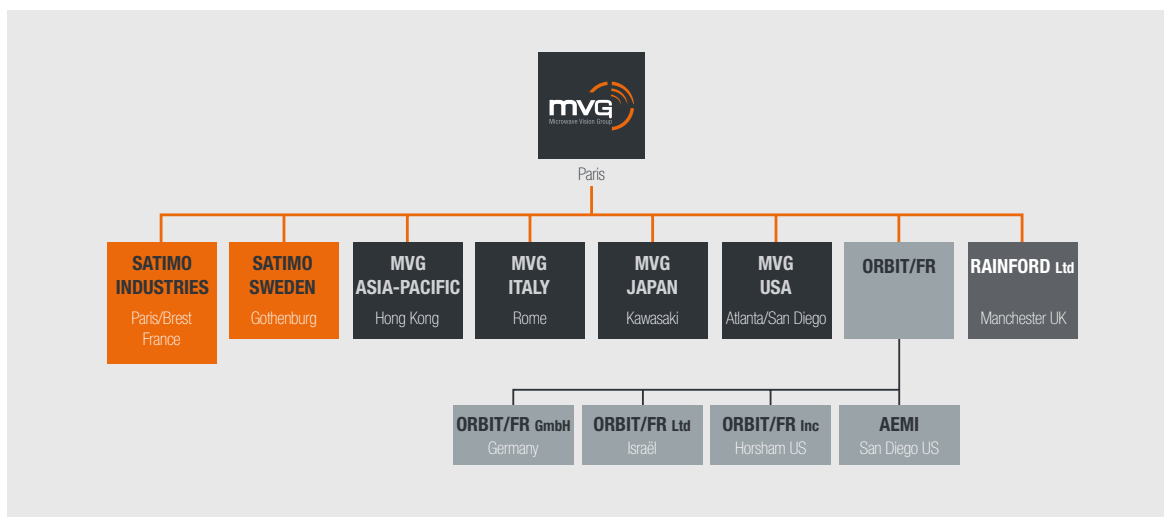 mvg
Microwave Vision Group
Paris
SATIMO
INDUSTRIES
Paris/Brest
France
SATIMO
SWEDEN
Gothenburg
MVG
ASIA-PACIFIC
Hong Kong
MVG
ITALY
Rome
MVG
JAPAN
Kawasaki
MVG
USA
Atlanta/San Diego
ORBIT/FR
RAINFORD Ltd
Manchester UK
ORBIT/FR GmbH
Germany
ORBIT/FR Ltd
Israël
ORBIT/FR Inc
Horsham US
AEMI
San Diego US